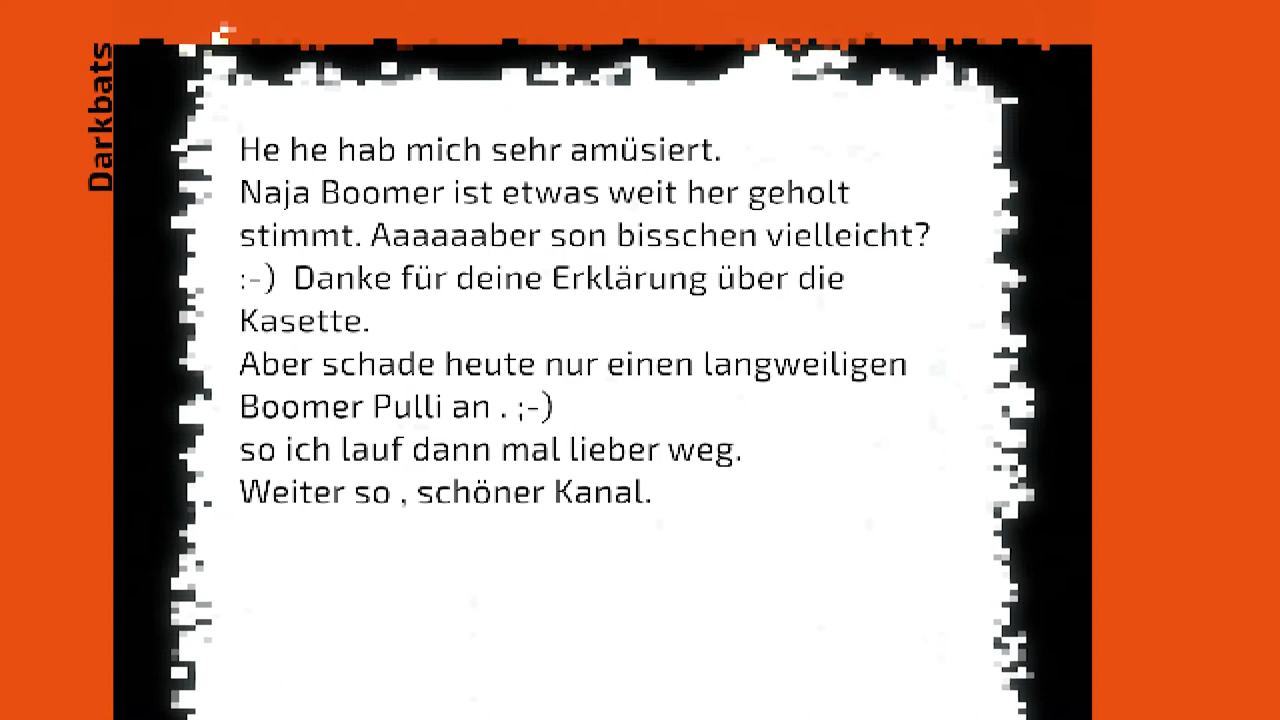 Darkbats
He he hab mich sehr amüsiert.
Naja Boomer ist etwas weit her geholt
stimmt. Aaaaaaber son bisschen vielleicht?
:-)  Danke für deine Erklärung über die
Kasette.
Aber schade heute nur einen langweiligen
Boomer Pulli an . ;-)
so ich lauf dann mal lieber weg.
Weiter so , schöner Kanal.